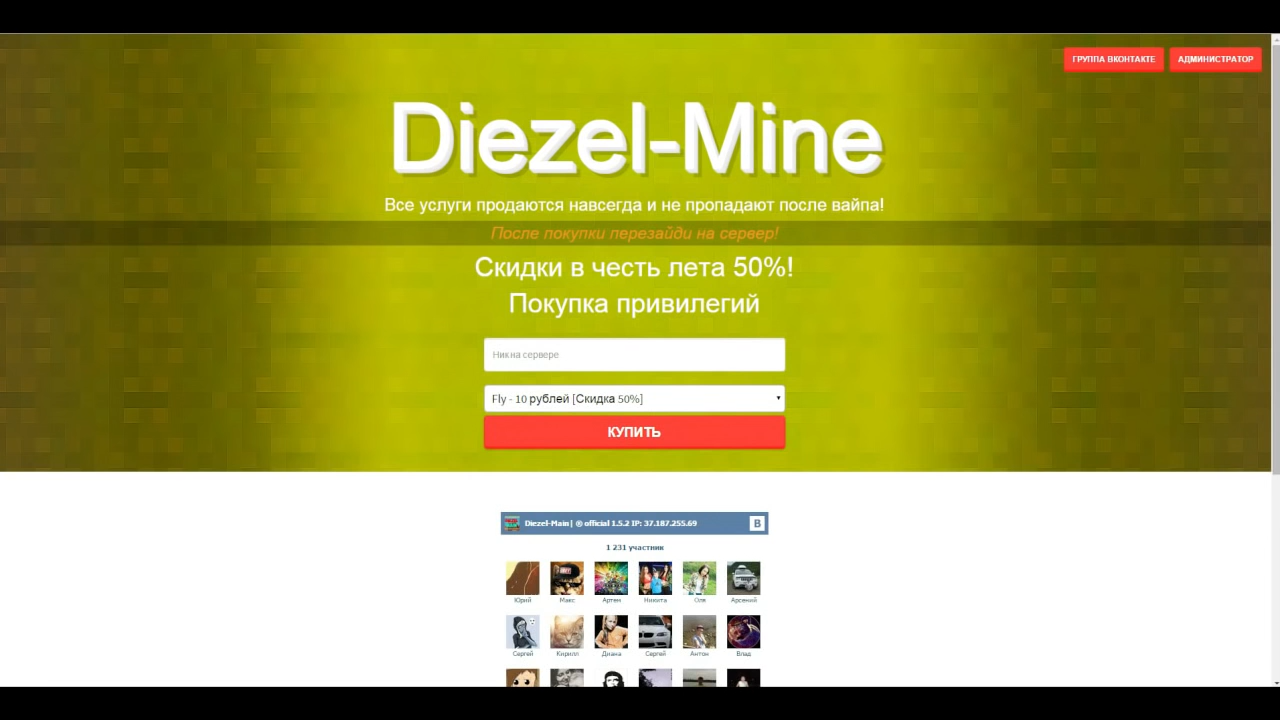 ГРУППА ВКОНТАКТЕ АДМИНИСТРАТОР
Diezel-Mine
Все услуги продаются навсегда и не пропадают после вайпа!
После покупки перезайди на сервер!
Скидки в честь лета 50%!
Покупка привилегий
Ник на сервере
Fly - 10 рублей [Скидка 50%]
КУПИТЬ
Diezel-Main| ® official 1.5.2 IP: 37.187.255.69 В
1 231 участник
Юрий Макс Артем Никита Оля Арсений
Сергей Кирилл Диана Сергей Антон Влад